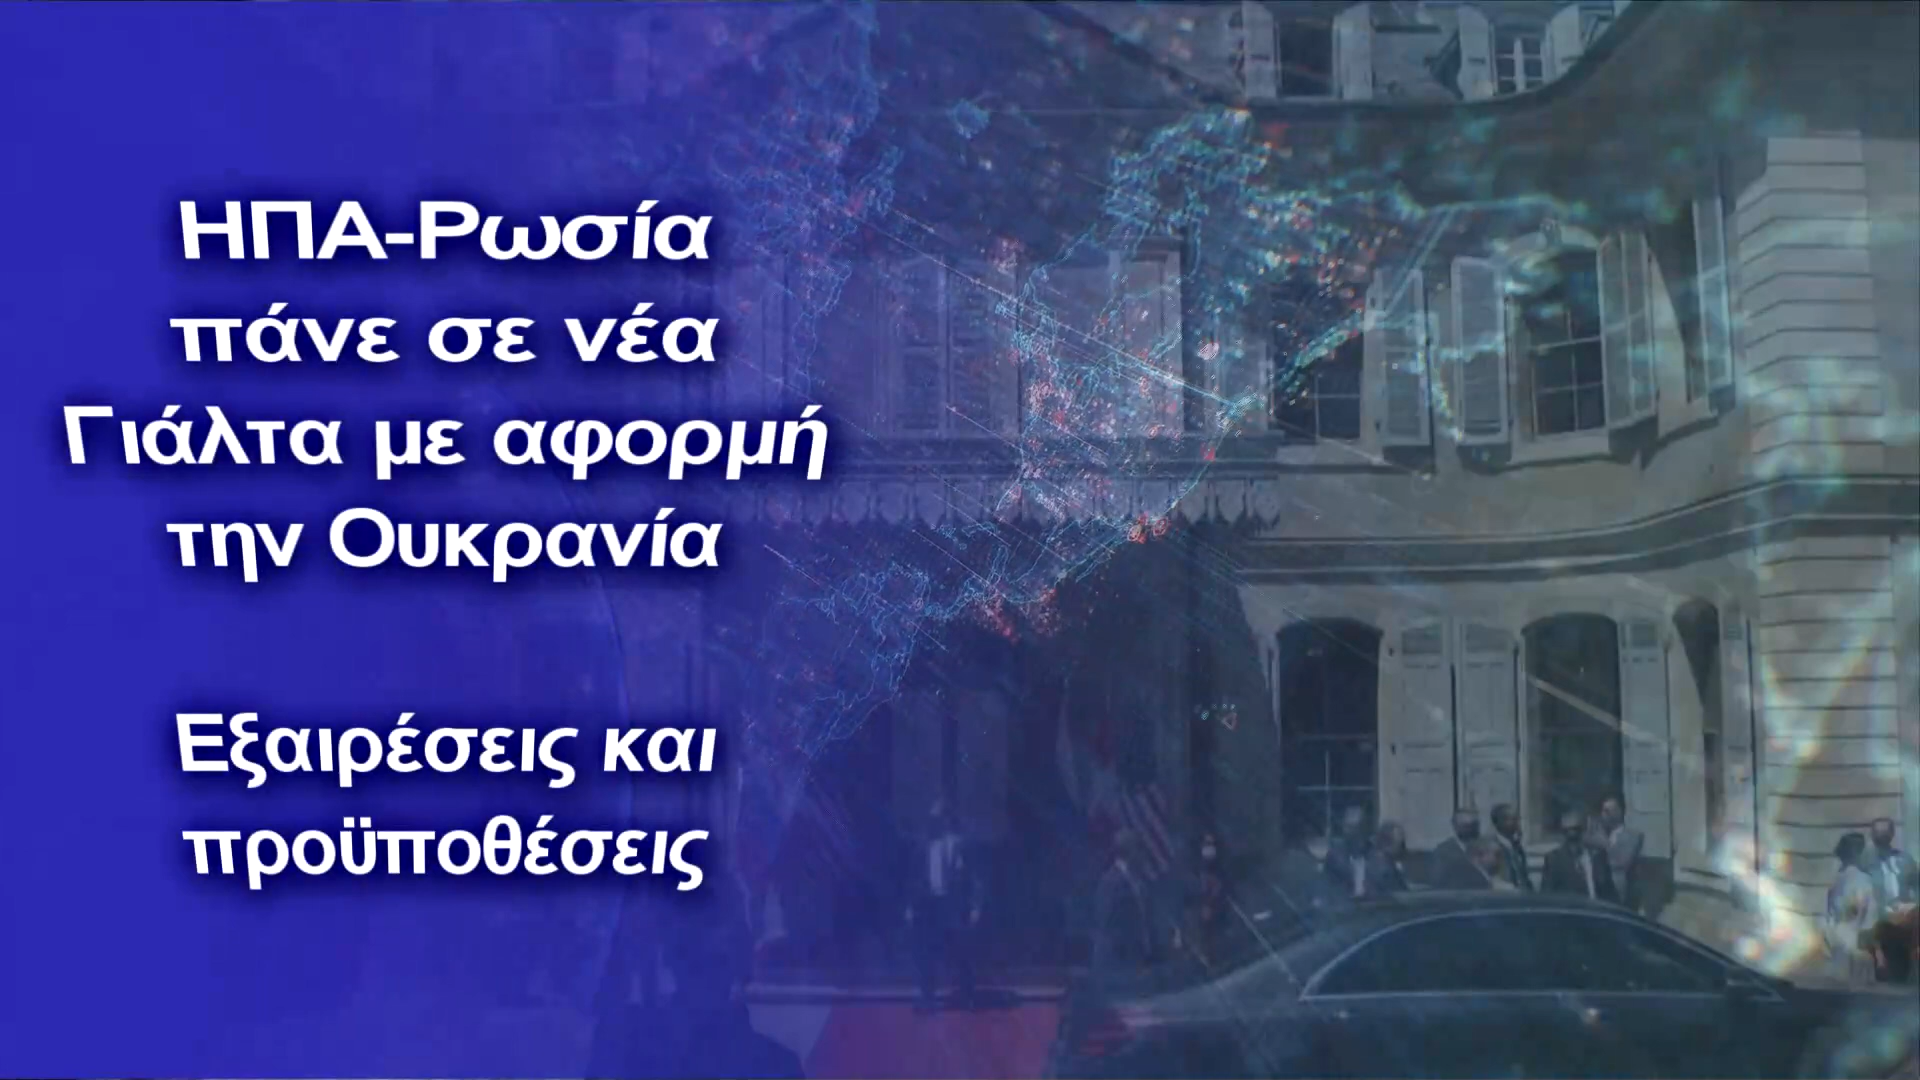 ΗΠΑ-Ρωσία
πάνε σε νέα
Γιάλτα με αφορμή
την Ουκρανία
Εξαιρέσεις και
προϋποθέσεις